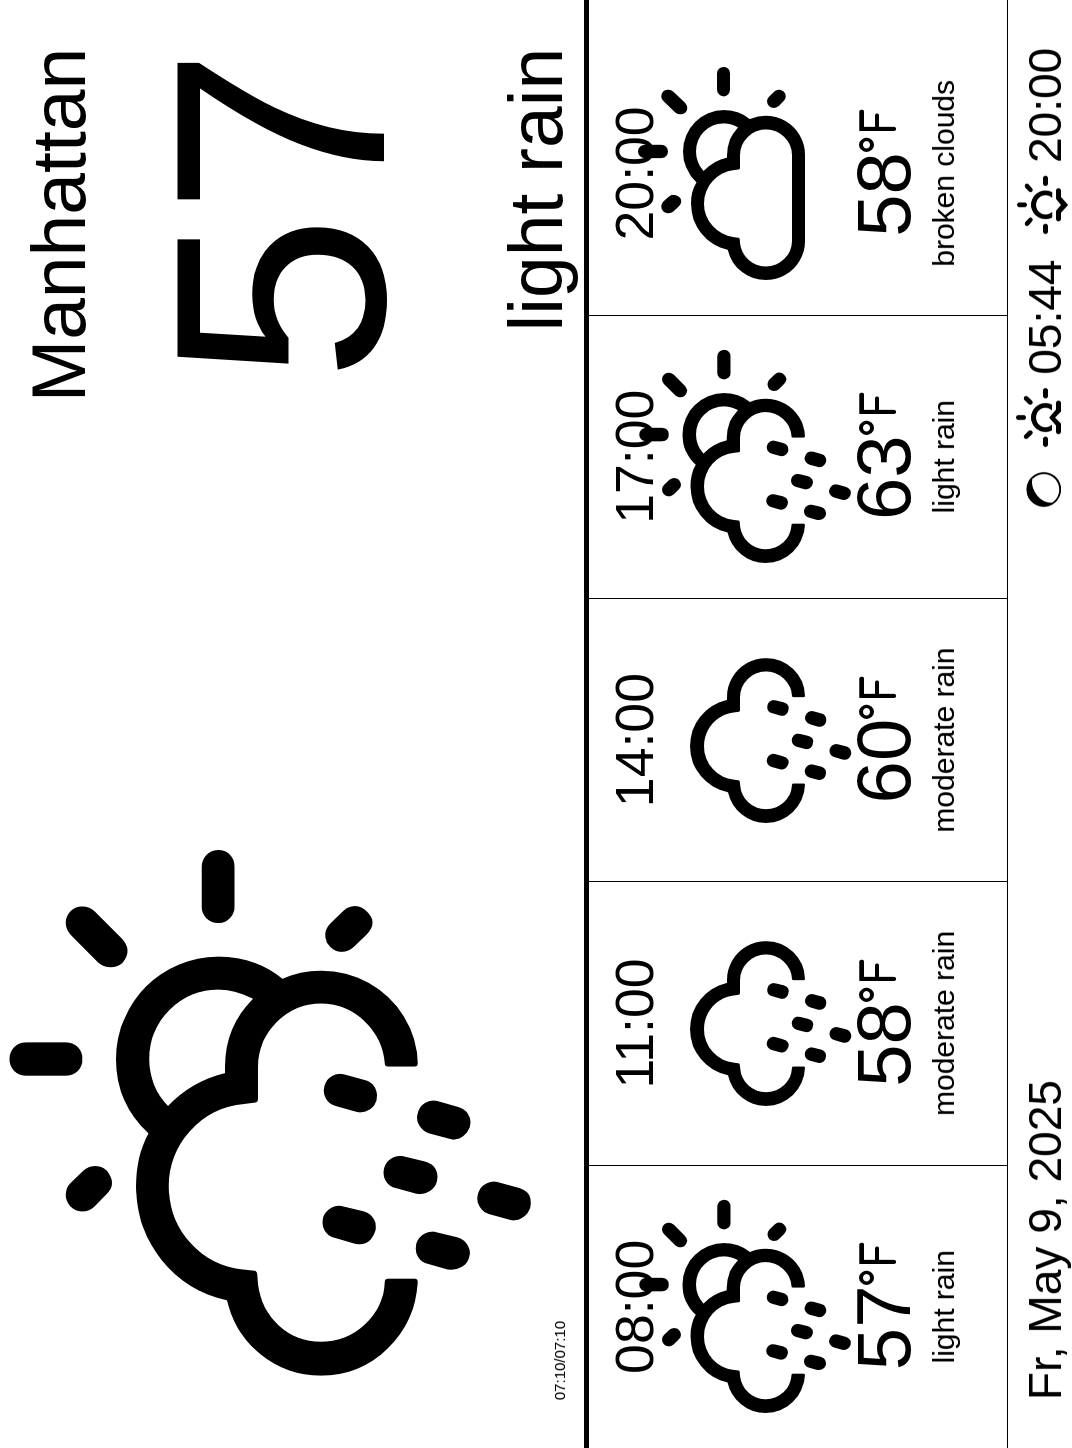 Manhattan
57
light rain
07:10/07:10
08:00 11:00 14:00 17:00 20:00
57°F 58°F 60°F 63°F 58°F
light rain moderate rain moderate rain light rain broken clouds
Fr, May 9, 2025 05:44 20:00